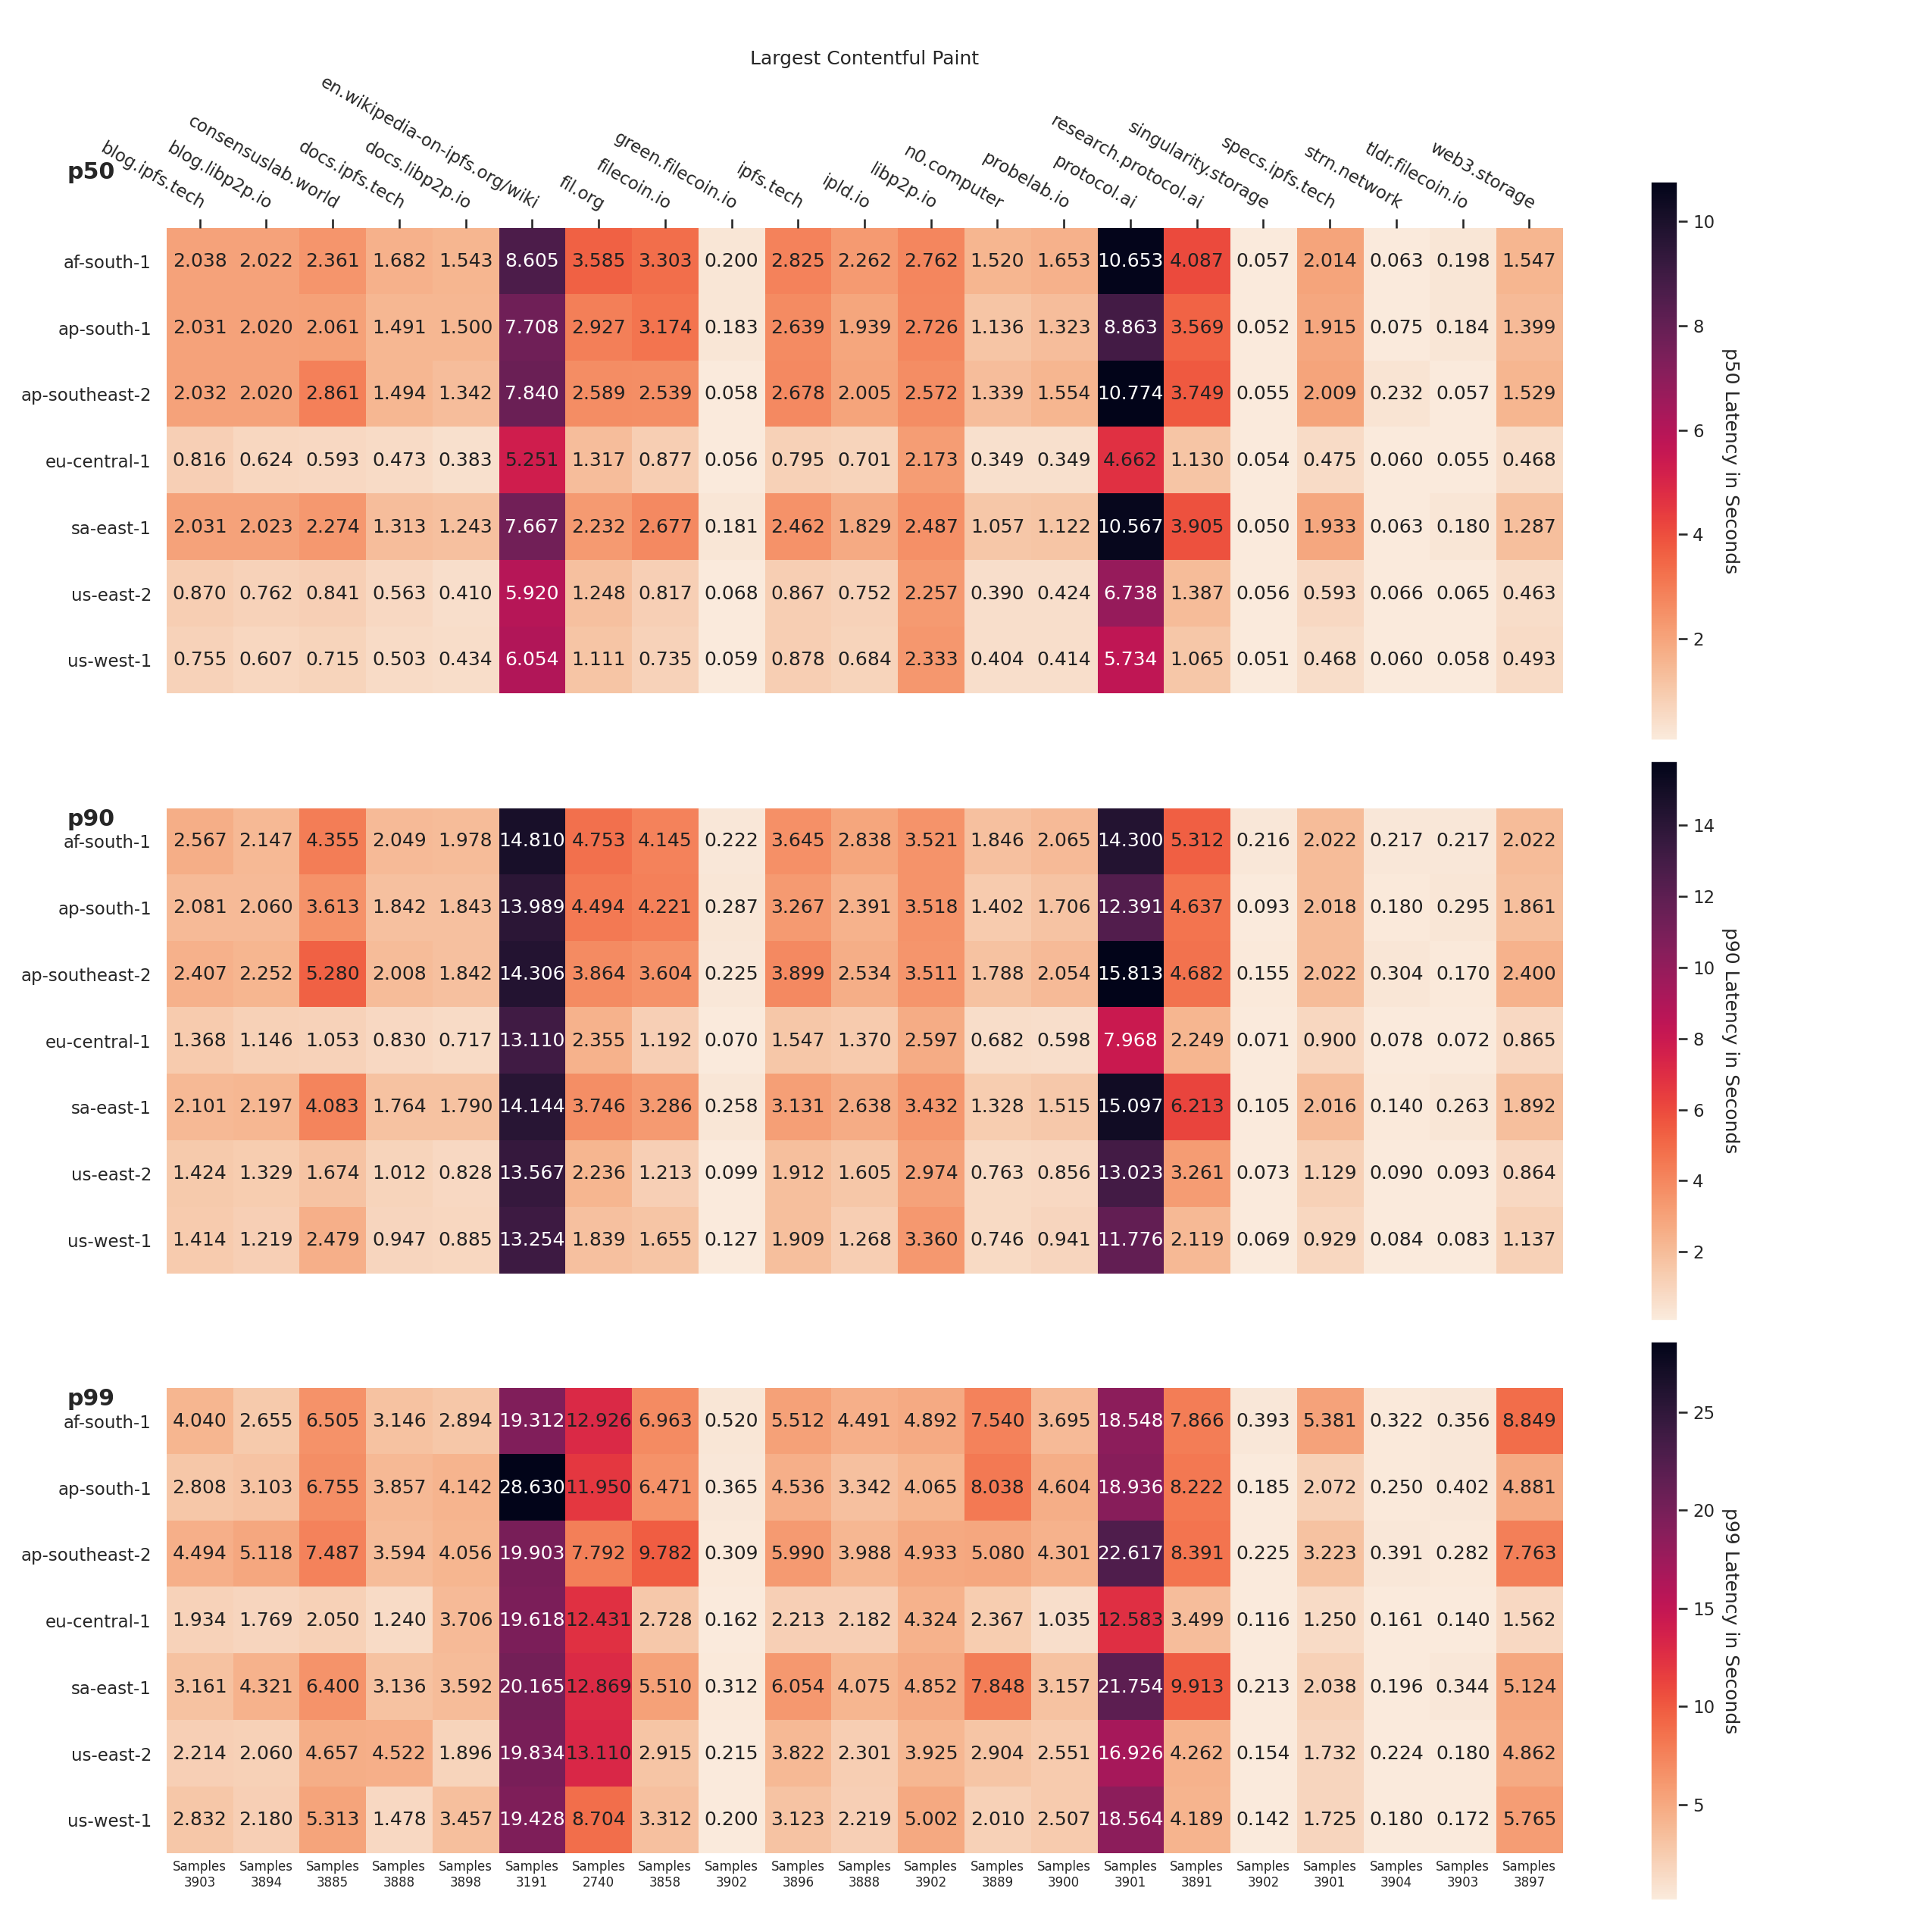 Largest Contentful Paint
p50
blog.ipfs.tech
blog.libp2p.io
consensuslab.world
docs.ipfs.tech
docs.libp2p.io
en.wikipedia-on-ipfs.org/wiki
fil.org
filecoin.io
green.filecoin.io
ipfs.tech
ipld.io
libp2p.io
n0.computer
probelab.io
protocol.ai
research.protocol.ai
singularity.storage
specs.ipfs.tech
strn.network
tldr.filecoin.io
web3.storage
af-south-1 2.038 2.022 2.361 1.682 1.543 8.605 3.585 3.303 0.200 2.825 2.262 2.762 1.520 1.653 10.653 4.087 0.057 2.014 0.063 0.198 1.547
ap-south-1 2.031 2.020 2.061 1.491 1.500 7.708 2.927 3.174 0.183 2.639 1.939 2.726 1.136 1.323 8.863 3.569 0.052 1.915 0.075 0.184 1.399
ap-southeast-2 2.032 2.020 2.861 1.494 1.342 7.840 2.589 2.539 0.058 2.678 2.005 2.572 1.339 1.554 10.774 3.749 0.055 2.009 0.232 0.057 1.529
eu-central-1 0.816 0.624 0.593 0.473 0.383 5.251 1.317 0.877 0.056 0.795 0.701 2.173 0.349 0.349 4.662 1.130 0.054 0.475 0.060 0.055 0.468
sa-east-1 2.031 2.023 2.274 1.313 1.243 7.667 2.232 2.677 0.181 2.462 1.829 2.487 1.057 1.122 10.567 3.905 0.050 1.933 0.063 0.180 1.287
us-east-2 0.870 0.762 0.841 0.563 0.410 5.920 1.248 0.817 0.068 0.867 0.752 2.257 0.390 0.424 6.738 1.387 0.056 0.593 0.066 0.065 0.463
us-west-1 0.755 0.607 0.715 0.503 0.434 6.054 1.111 0.735 0.059 0.878 0.684 2.333 0.404 0.414 5.734 1.065 0.051 0.468 0.060 0.058 0.493
10
8
6
4
2
p50 Latency in Seconds
p90
af-south-1 2.567 2.147 4.355 2.049 1.978 14.810 4.753 4.145 0.222 3.645 2.838 3.521 1.846 2.065 14.300 5.312 0.216 2.022 0.217 0.217 2.022
ap-south-1 2.081 2.060 3.613 1.842 1.843 13.989 4.494 4.221 0.287 3.267 2.391 3.518 1.402 1.706 12.391 4.637 0.093 2.018 0.180 0.295 1.861
ap-southeast-2 2.407 2.252 5.280 2.008 1.842 14.306 3.864 3.604 0.225 3.899 2.534 3.511 1.788 2.054 15.813 4.682 0.155 2.022 0.304 0.170 2.400
eu-central-1 1.368 1.146 1.053 0.830 0.717 13.110 2.355 1.192 0.070 1.547 1.370 2.597 0.682 0.598 7.968 2.249 0.071 0.900 0.078 0.072 0.865
sa-east-1 2.101 2.197 4.083 1.764 1.790 14.144 3.746 3.286 0.258 3.131 2.638 3.432 1.328 1.515 15.097 6.213 0.105 2.016 0.140 0.263 1.892
us-east-2 1.424 1.329 1.674 1.012 0.828 13.567 2.236 1.213 0.099 1.912 1.605 2.974 0.763 0.856 13.023 3.261 0.073 1.129 0.090 0.093 0.864
us-west-1 1.414 1.219 2.479 0.947 0.885 13.254 1.839 1.655 0.127 1.909 1.268 3.360 0.746 0.941 11.776 2.119 0.069 0.929 0.084 0.083 1.137
14
12
10
8
6
4
2
p90 Latency in Seconds
p99
af-south-1 4.040 2.655 6.505 3.146 2.894 19.312 12.926 6.963 0.520 5.512 4.491 4.892 7.540 3.695 18.548 7.866 0.393 5.381 0.322 0.356 8.849
ap-south-1 2.808 3.103 6.755 3.857 4.142 28.630 11.950 6.471 0.365 4.536 3.342 4.065 8.038 4.604 18.936 8.222 0.185 2.072 0.250 0.402 4.881
ap-southeast-2 4.494 5.118 7.487 3.594 4.056 19.903 7.792 9.782 0.309 5.990 3.988 4.933 5.080 4.301 22.617 8.391 0.225 3.223 0.391 0.282 7.763
eu-central-1 1.934 1.769 2.050 1.240 3.706 19.618 12.431 2.728 0.162 2.213 2.182 4.324 2.367 1.035 12.583 3.499 0.116 1.250 0.161 0.140 1.562
sa-east-1 3.161 4.321 6.400 3.136 3.592 20.165 12.869 5.510 0.312 6.054 4.075 4.852 7.848 3.157 21.754 9.913 0.213 2.038 0.196 0.344 5.124
us-east-2 2.214 2.060 4.657 4.522 1.896 19.834 13.110 2.915 0.215 3.822 2.301 3.925 2.904 2.551 16.926 4.262 0.154 1.732 0.224 0.180 4.862
us-west-1 2.832 2.180 5.313 1.478 3.457 19.428 8.704 3.312 0.200 3.123 2.219 5.002 2.010 2.507 18.564 4.189 0.142 1.725 0.180 0.172 5.765
Samples Samples Samples Samples Samples Samples Samples Samples Samples Samples Samples Samples Samples Samples Samples Samples Samples Samples Samples Samples Samples
3903 3894 3885 3888 3898 3191 2740 3858 3902 3896 3888 3902 3889 3900 3901 3891 3902 3901 3904 3903 3897
25
20
15
10
5
p99 Latency in Seconds